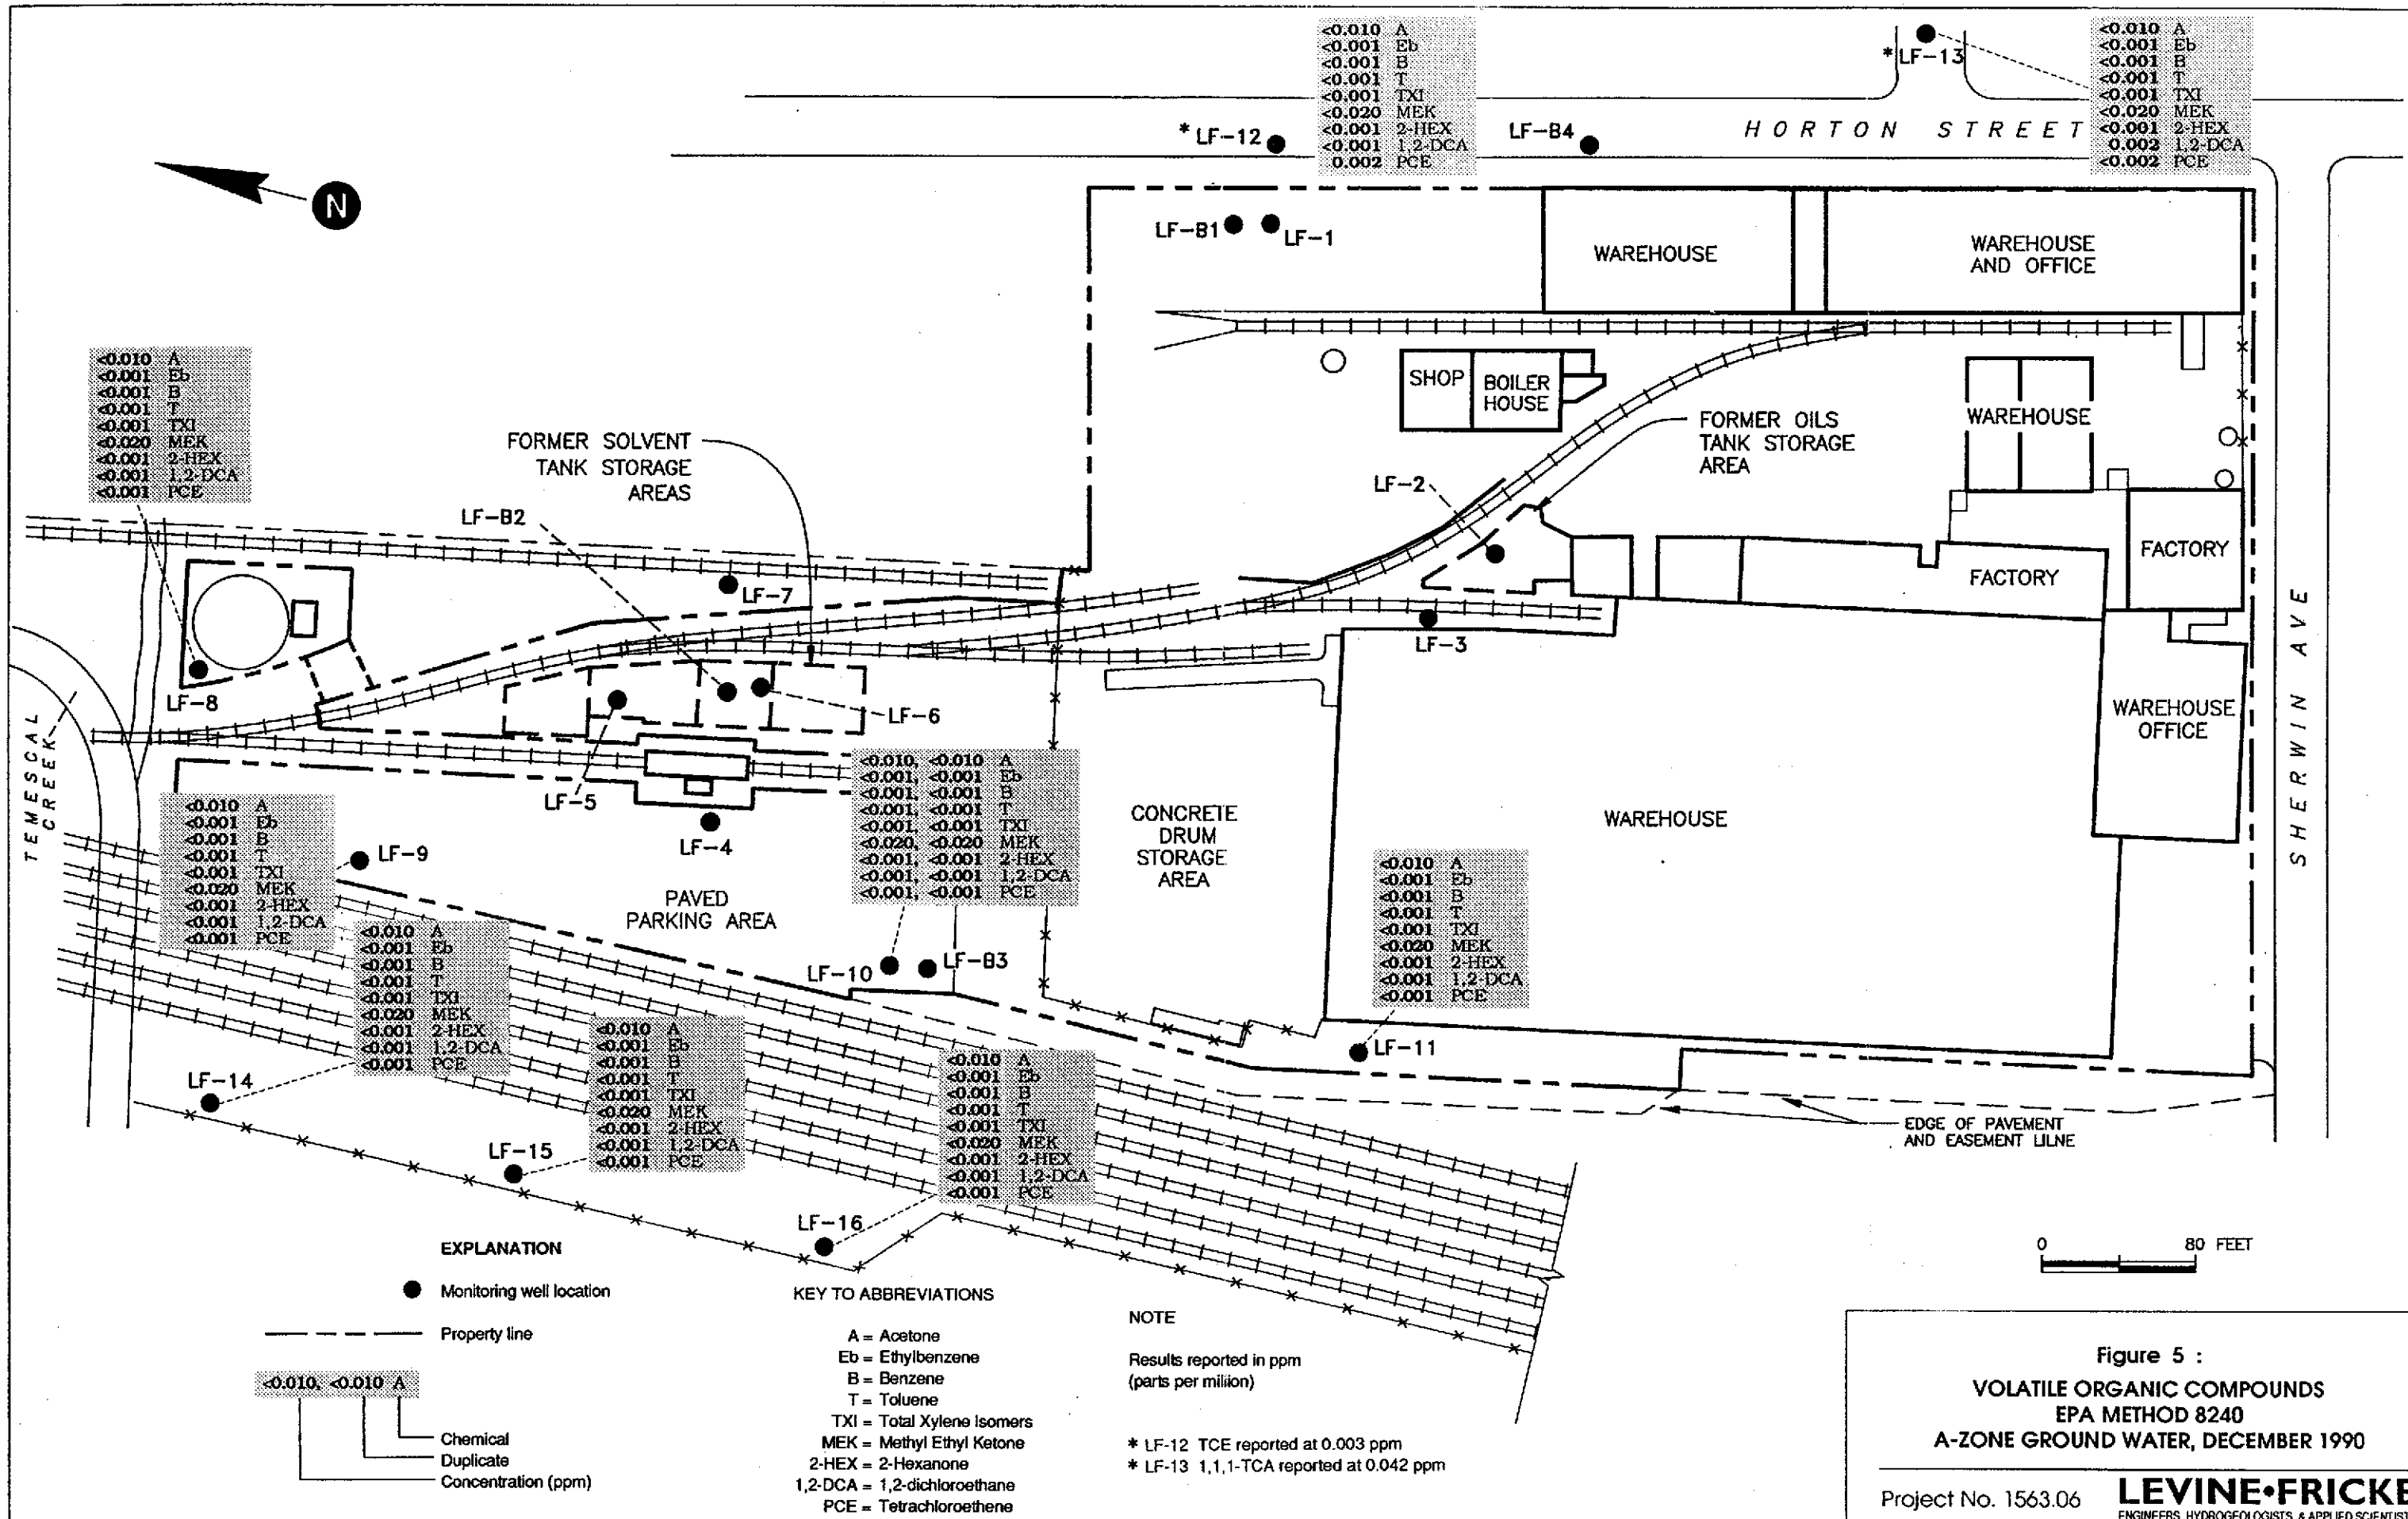 <0.010 A
<0.001 Eb
<0.001 B
<0.001 T
<0.001 TXI
<0.020 MEK
<0.001 2-HEX
<0.001 1,2-DCA
0.002 PCE
* LF-13
<0.010 A
<0.001 Eb
<0.001 B
<0.001 T
<0.001 TXI
<0.020 MEK
<0.001 2-HEX
0.002 1,2-DCA
<0.002 PCE
* LF-12
LF-B4
HORTON STREET
N
LF-B1
LF-1
WAREHOUSE
WAREHOUSE
AND OFFICE
<0.010 A
<0.001 Eb
<0.001 B
<0.001 T
<0.001 TXI
<0.020 MEK
<0.001 2-HEX
<0.001 1,2-DCA
<0.001 PCE
FORMER SOLVENT
TANK STORAGE
AREAS
SHOP
BOILER
HOUSE
FORMER OILS
TANK STORAGE
AREA
WAREHOUSE
LF-2
LF-B2
FACTORY
FACTORY
LF-7
LF-3
LF-8
LF-6
WAREHOUSE
OFFICE
SHERWIN AVE
TEMESCAL
CREEK
LF-5
LF-4
<0.010, <0.010 A
<0.001, <0.001 Eb
<0.001, <0.001 B
<0.001, <0.001 T
<0.001, <0.001 TXI
<0.020, <0.020 MEK
<0.001, <0.001 2-HEX
<0.001, <0.001 1,2-DCA
<0.001, <0.001 PCE
CONCRETE
DRUM
STORAGE
AREA
WAREHOUSE
<0.010 A
<0.001 Eb
<0.001 B
<0.001 T
<0.001 TXI
<0.020 MEK
<0.001 2-HEX
<0.001 1,2-DCA
<0.001 PCE
LF-9
PAVED
PARKING AREA
<0.010 A
<0.001 Eb
<0.001 B
<0.001 T
<0.001 TXI
<0.020 MEK
<0.001 2-HEX
<0.001 1,2-DCA
<0.001 PCE
LF-10
LF-B3
<0.010 A
<0.001 Eb
<0.001 B
<0.001 T
<0.001 TXI
<0.020 MEK
<0.001 2-HEX
<0.001 1,2-DCA
<0.001 PCE
LF-11
LF-14
<0.010 A
<0.001 Eb
<0.001 B
<0.001 T
<0.001 TXI
<0.020 MEK
<0.001 2-HEX
<0.001 1,2-DCA
<0.001 PCE
LF-15
<0.010 A
<0.001 Eb
<0.001 B
<0.001 T
<0.001 TXI
<0.020 MEK
<0.001 2-HEX
<0.001 1,2-DCA
<0.001 PCE
LF-16
EDGE OF PAVEMENT
AND EASEMENT LILNE
0 80 FEET
EXPLANATION
Monitoring well location
Property line
<0.010, <0.010 A
Chemical
Duplicate
Concentration (ppm)
KEY TO ABBREVIATIONS
A = Acetone
Eb = Ethylbenzene
B = Benzene
T = Toluene
TXI = Total Xylene Isomers
MEK = Methyl Ethyl Ketone
2-HEX = 2-Hexanone
1,2-DCA = 1,2-dichloroethane
PCE = Tetrachloroethene
NOTE
Results reported in ppm
(parts per million)
* LF-12 TCE reported at 0.003 ppm
* LF-13 1,1,1-TCA reported at 0.042 ppm
Figure 5 :
VOLATILE ORGANIC COMPOUNDS
EPA METHOD 8240
A-ZONE GROUND WATER, DECEMBER 1990
Project No. 1563.06
LEVINE•FRICKE
ENGINEERS, HYDROGEOLOGISTS, & APPLIED SCIENTIST